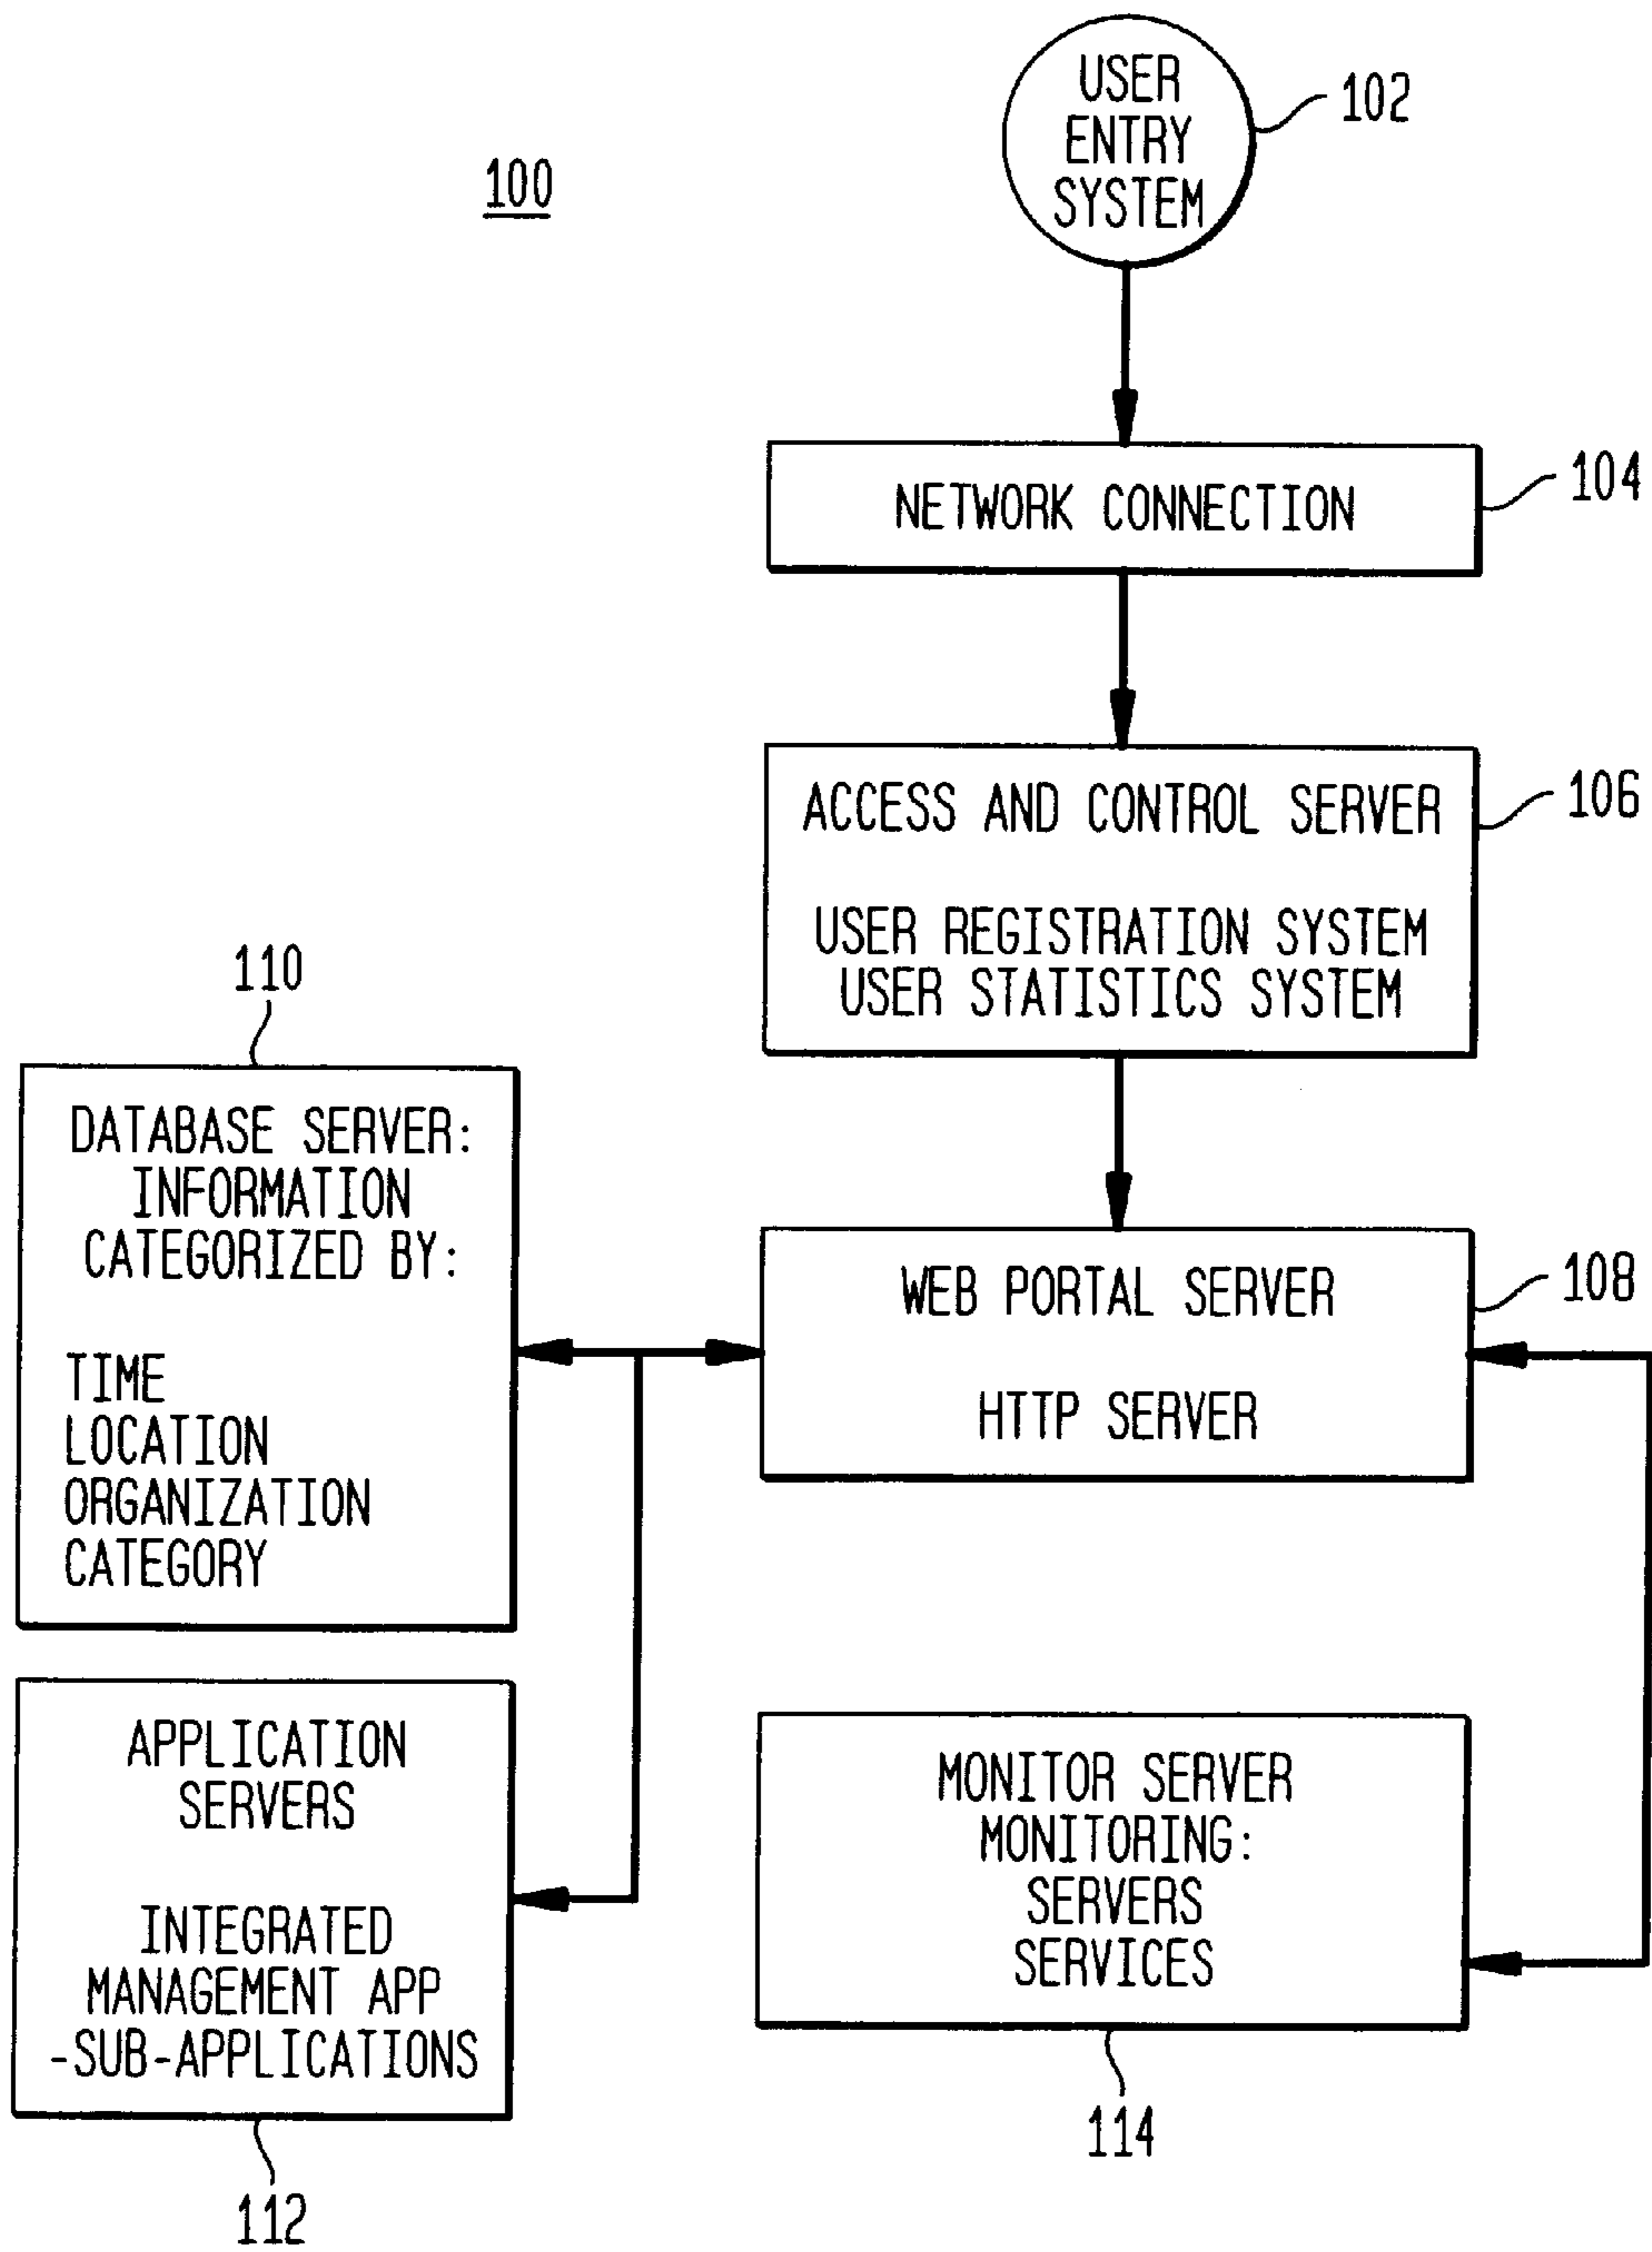 100
USER
ENTRY
SYSTEM
102
NETWORK CONNECTION
104
ACCESS AND CONTROL SERVER
USER REGISTRATION SYSTEM
USER STATISTICS SYSTEM
106
110
DATABASE SERVER:
INFORMATION
CATEGORIZED BY:
TIME
LOCATION
ORGANIZATION
CATEGORY
WEB PORTAL SERVER
HTTP SERVER
108
APPLICATION
SERVERS
INTEGRATED
MANAGEMENT APP
-SUB-APPLICATIONS
112
MONITOR SERVER
MONITORING:
SERVERS
SERVICES
114